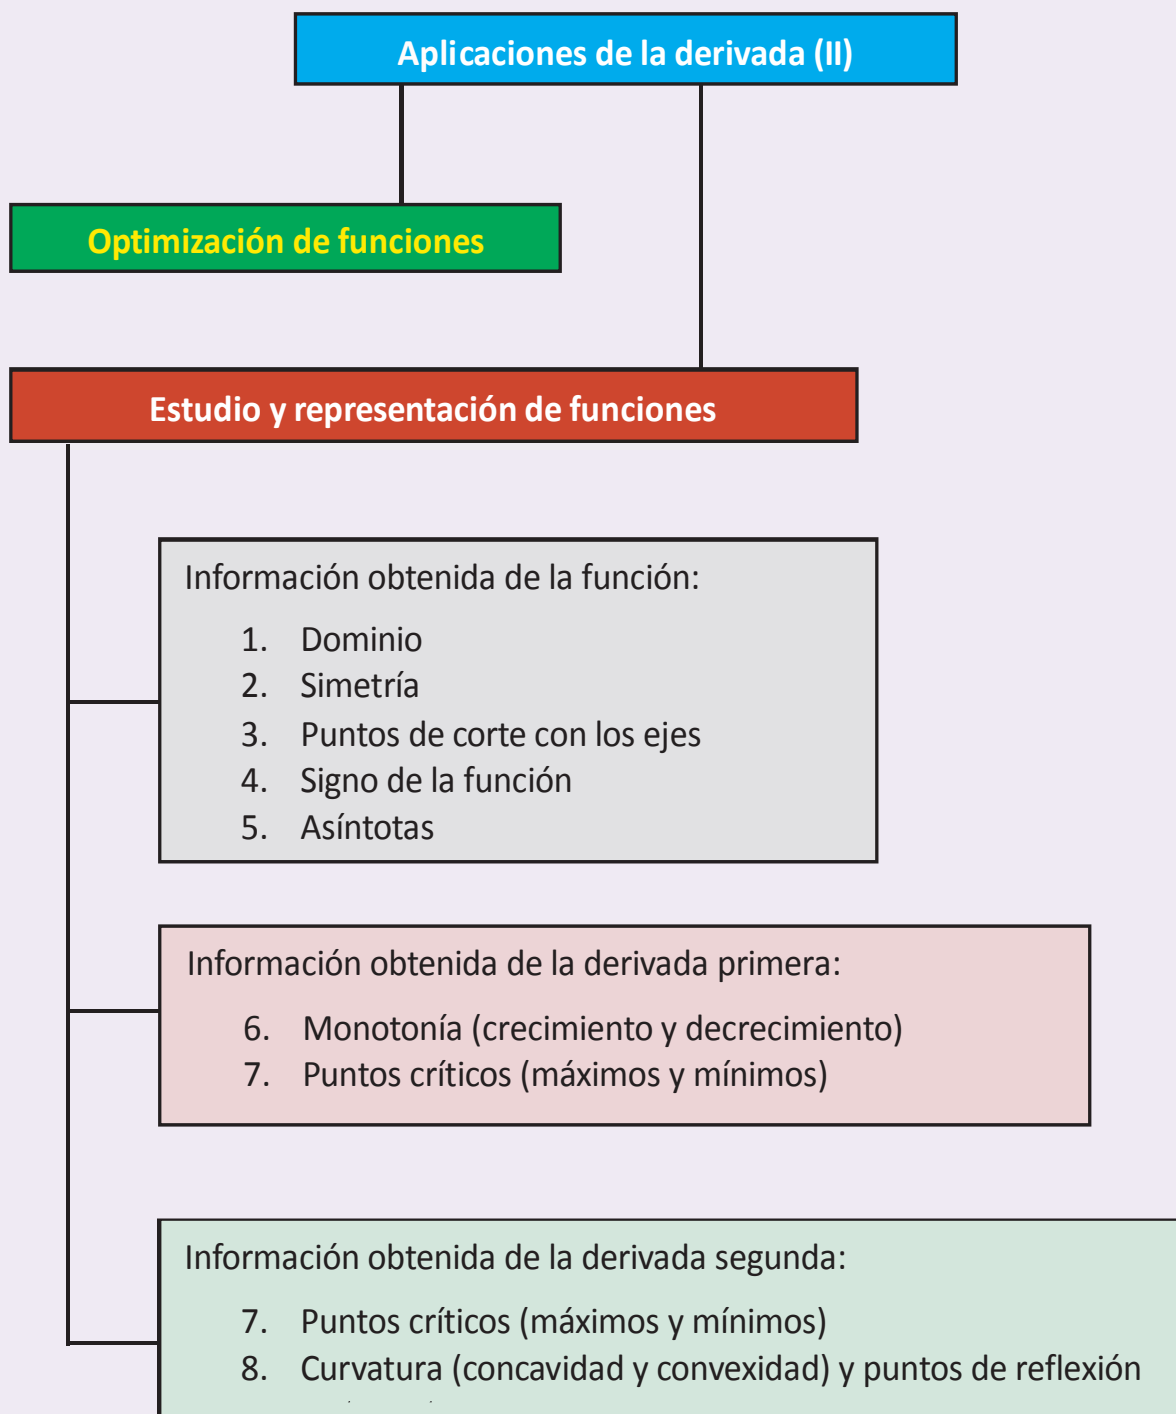 Aplicaciones de la derivada (II)
Optimización de funciones
Estudio y representación de funciones
Información obtenida de la función:
1. Dominio
2. Simetría
3. Puntos de corte con los ejes
4. Signo de la función
5. Asíntotas
Información obtenida de la derivada primera:
6. Monotonía (crecimiento y decrecimiento)
7. Puntos críticos (máximos y mínimos)
Información obtenida de la derivada segunda:
7. Puntos críticos (máximos y mínimos)
8. Curvatura (concavidad y convexidad) y puntos de reflexión